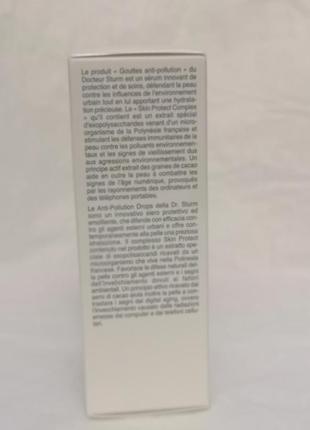 Le produit « Gouttes anti-pollution » du
Docteur Sturm est un sérum innovant de
protection et de soins, défendant la peau
contre les influences de l'environnement
urbain tout en lui apportant une hydrata-
tion précieuse. Le « Skin Protect Complex
» qu'il contient est un extrait spécial
d'exopolysaccharides venant d'un micro-
organisme de la Polynésie française et
stimulant les défenses immunitaires de la
peau contre les polluants environnemen-
taux et les signes de vieillissement dus
aux agressions environnementales. Un
principe actif extrait des graines de cacao
aide en outre la peau à combattre les
signes de l'âge numérique, provoqués
par les rayonnements des ordinateurs et
des téléphones portables.
Le Anti-Pollution Drops della Dr. Sturm
sono un innovativo siero protettivo ed
emolliente, che difende con efficacia contro
gli agenti esterni urbani e offre con-
temporaneamente alla pelle una preziosa
idratazione. Il complesso Skin Protect
contenuto nel prodotto è un estratto spe-
ciale di esopolisaccaridi ricavati da un
microorganismo che vive nella Polinesia
francese. Favorisce le difese naturali del-
la pelle contro gli agenti esterni e i segni
dell'invecchiamento dovuti ai fattori
ambientali. Un principio attivo ricavato dai
semi di cacao aiuta inoltre la pelle a con-
trastare i segni del digital aging, ovvero
l'invecchiamento causato dalle radiazioni
emesse dai computer e dai telefoni cellu-
lari.